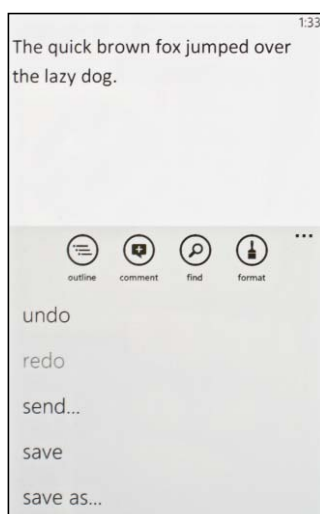 1:33
The quick brown fox jumped over
the lazy dog.
...
outline comment find format
undo
redo
send...
save
save as...